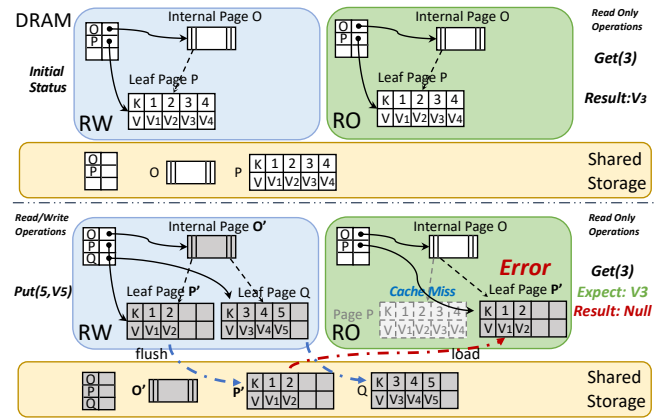 DRAM
Internal Page O
O
P
Initial
Status
Leaf Page P
K 1 2 3 4
V V1 V2 V3 V4
RW
Internal Page O
O
P
Leaf Page P
K 1 2 3 4
V V1 V2 V3 V4
RO
Read Only
Operations
Get(3)
Result:V3
O
P
O
P
K 1 2 3 4
V V1 V2 V3 V4
Shared
Storage
Read/Write
Operations
Put(5,V5)
Internal Page O'
O
P
Q
Leaf Page P'
K 1 2
V V1 V2
Leaf Page Q
K 3 4 5
V V3 V4 V5
RW
flush
Internal Page O
O
P
Error
Cache Miss
Page P
K 1 2 3 4
V V1 V2 V3 V4
Leaf Page P'
K 1 2
V V1 V2
RO
load
Read Only
Operations
Get(3)
Expect: V3
Result: Null
O
P
Q
O'
P'
K 1 2
V V1 V2
Q
K 3 4 5
V V3 V4 V5
Shared
Storage